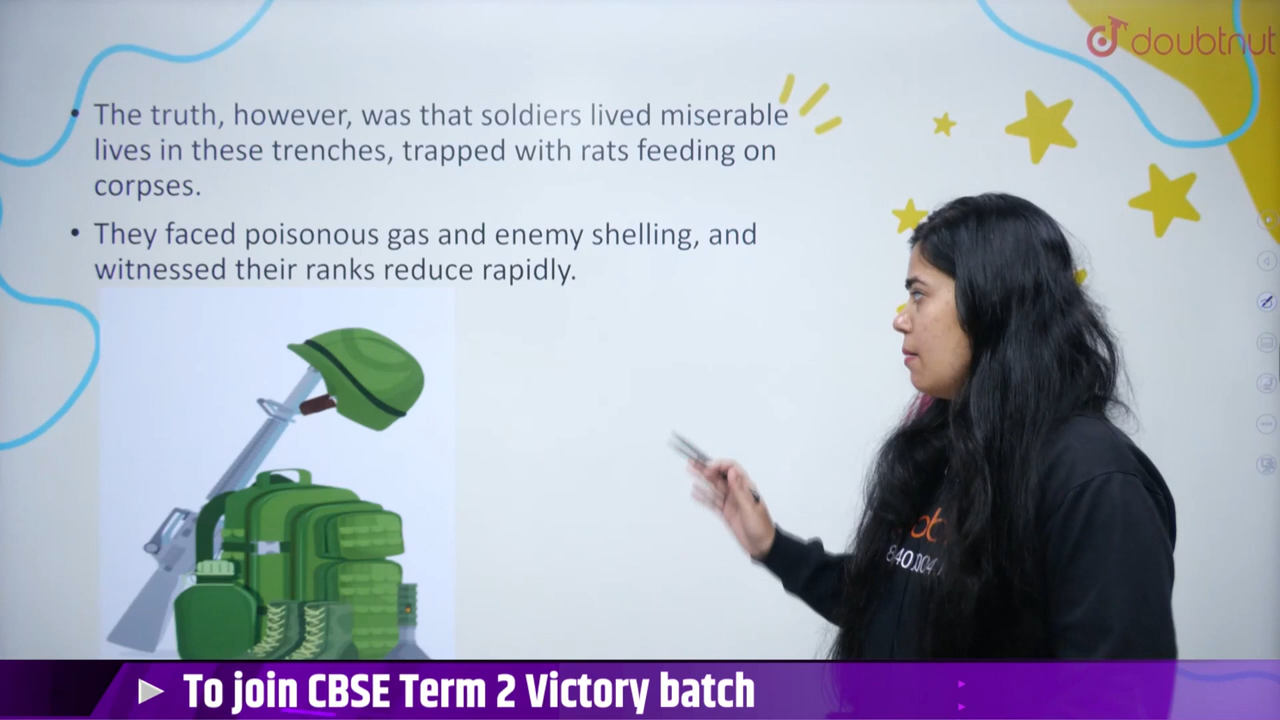 doubtnut
• The truth, however, was that soldiers lived miserable
lives in these trenches, trapped with rats feeding on
corpses.
• They faced poisonous gas and enemy shelling, and
witnessed their ranks reduce rapidly.
To join CBSE Term 2 Victory batch